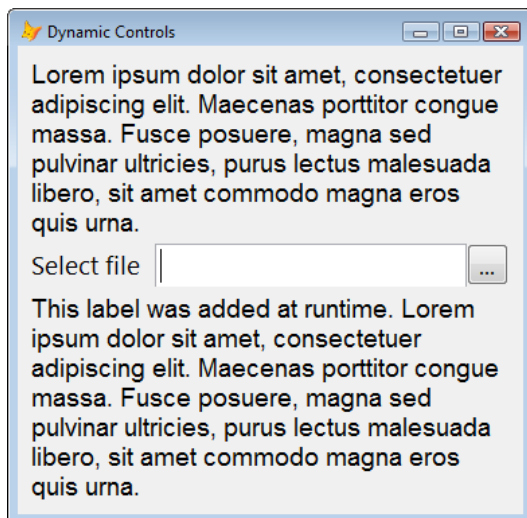 Dynamic Controls
Lorem ipsum dolor sit amet, consectetuer
adipiscing elit. Maecenas porttitor congue
massa. Fusce posuere, magna sed
pulvinar ultricies, purus lectus malesuada
libero, sit amet commodo magna eros
quis urna.
Select file ...
This label was added at runtime. Lorem
ipsum dolor sit amet, consectetuer
adipiscing elit. Maecenas porttitor congue
massa. Fusce posuere, magna sed
pulvinar ultricies, purus lectus malesuada
libero, sit amet commodo magna eros
quis urna.